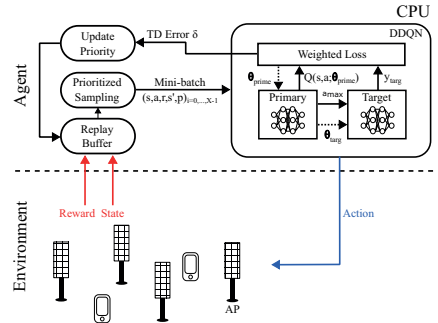 CPU
DDQN
Update
Priority
TD Error δ
Weighted Loss
θprime
Q(s,a;θprime)
ytarg
Prioritized
Sampling
Mini-batch
(s,a,r,s',p)i=0,...,X-1
Primary
amax
Target
θtarg
Replay
Buffer
Agent
Reward State
Action
Environment
AP